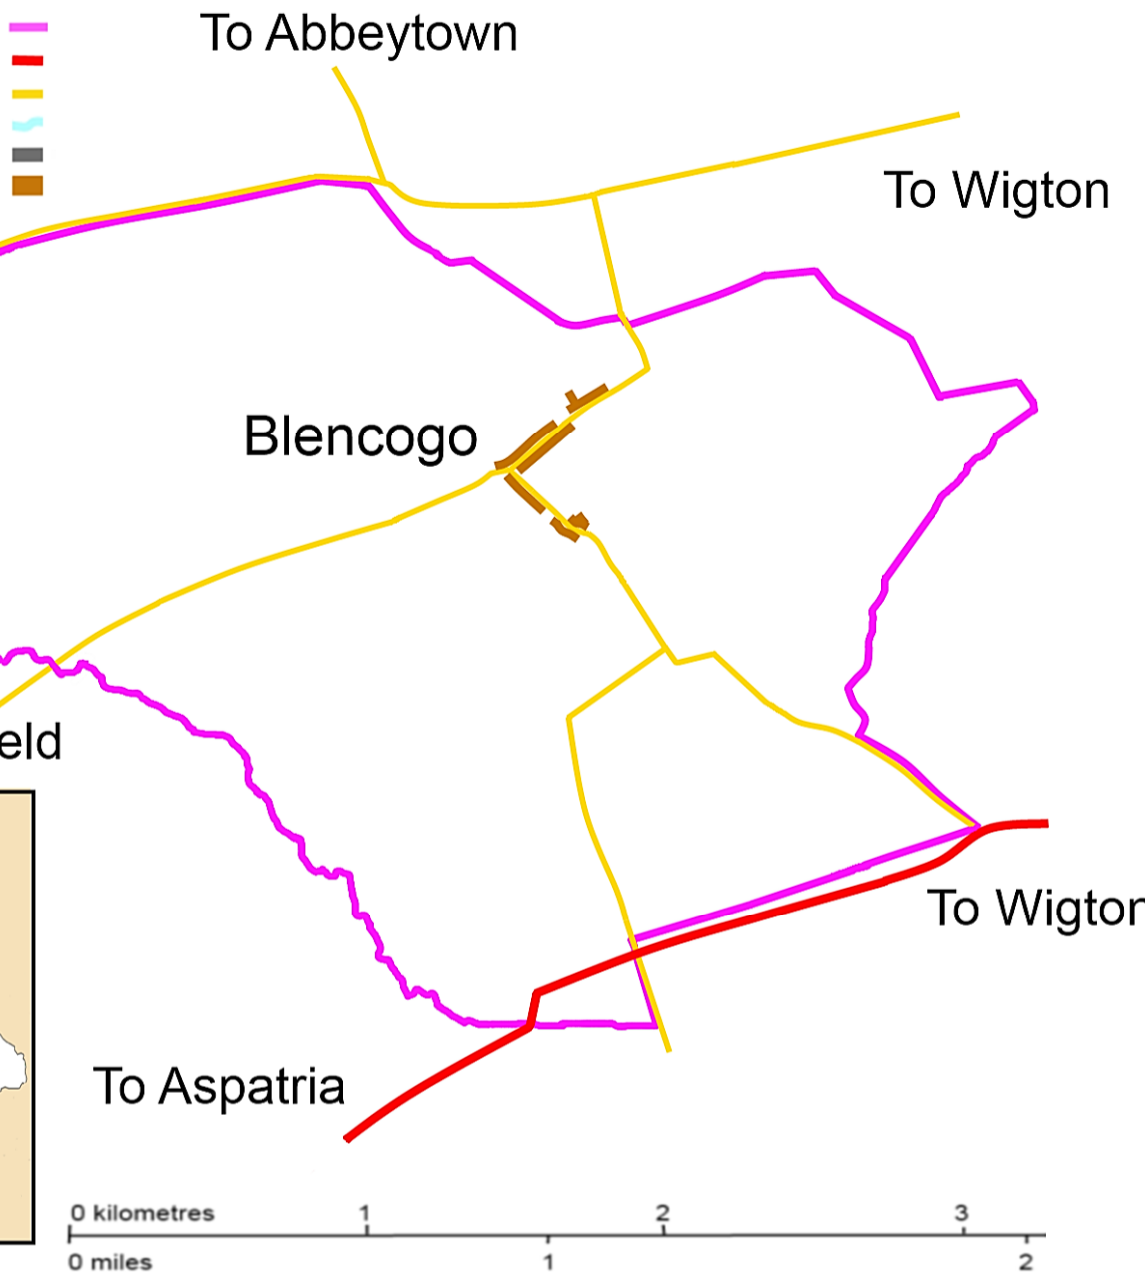 To Abbeytown
To Wigton
Blencogo
eld
To Wigton
To Aspatria
0 kilometres 1 2 3
0 miles 1 2